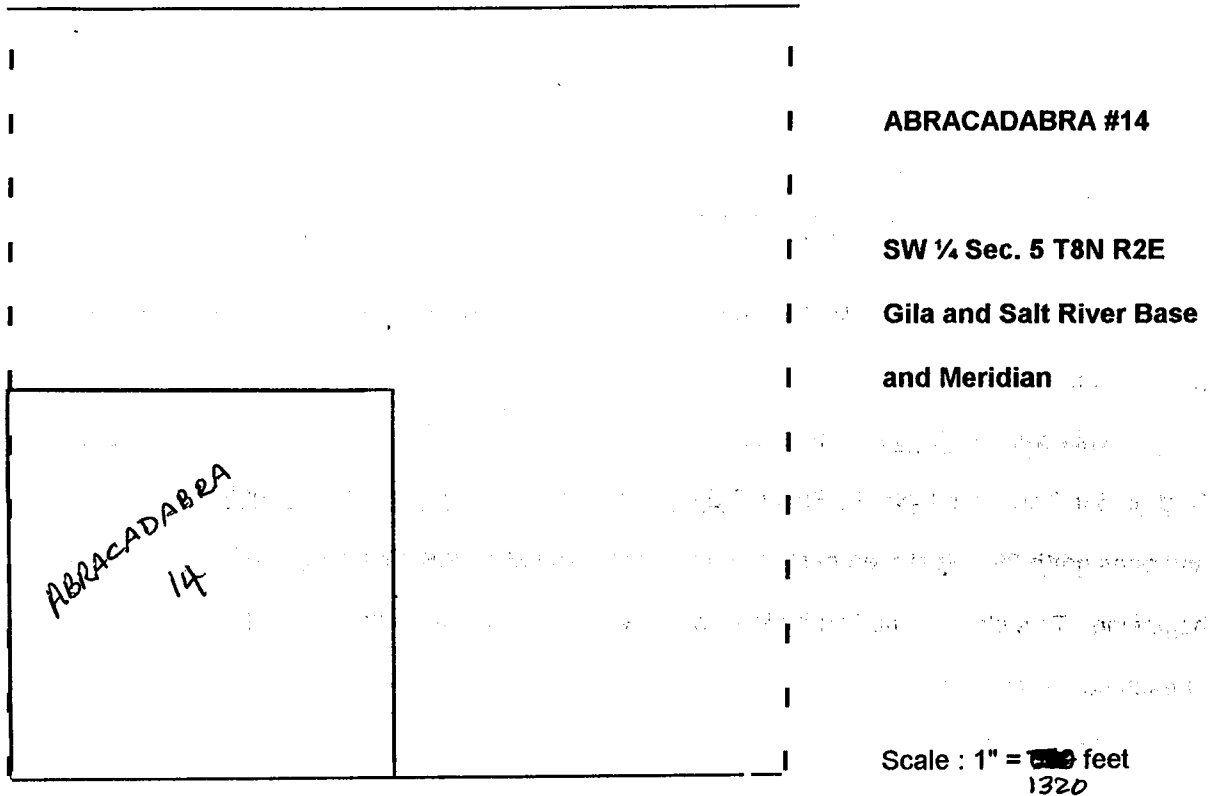 ABRACADABRA #14
SW ¼ Sec. 5 T8N R2E
Gila and Salt River Base
and Meridian
ABRACADABRA
14
Scale : 1" = feet
1320